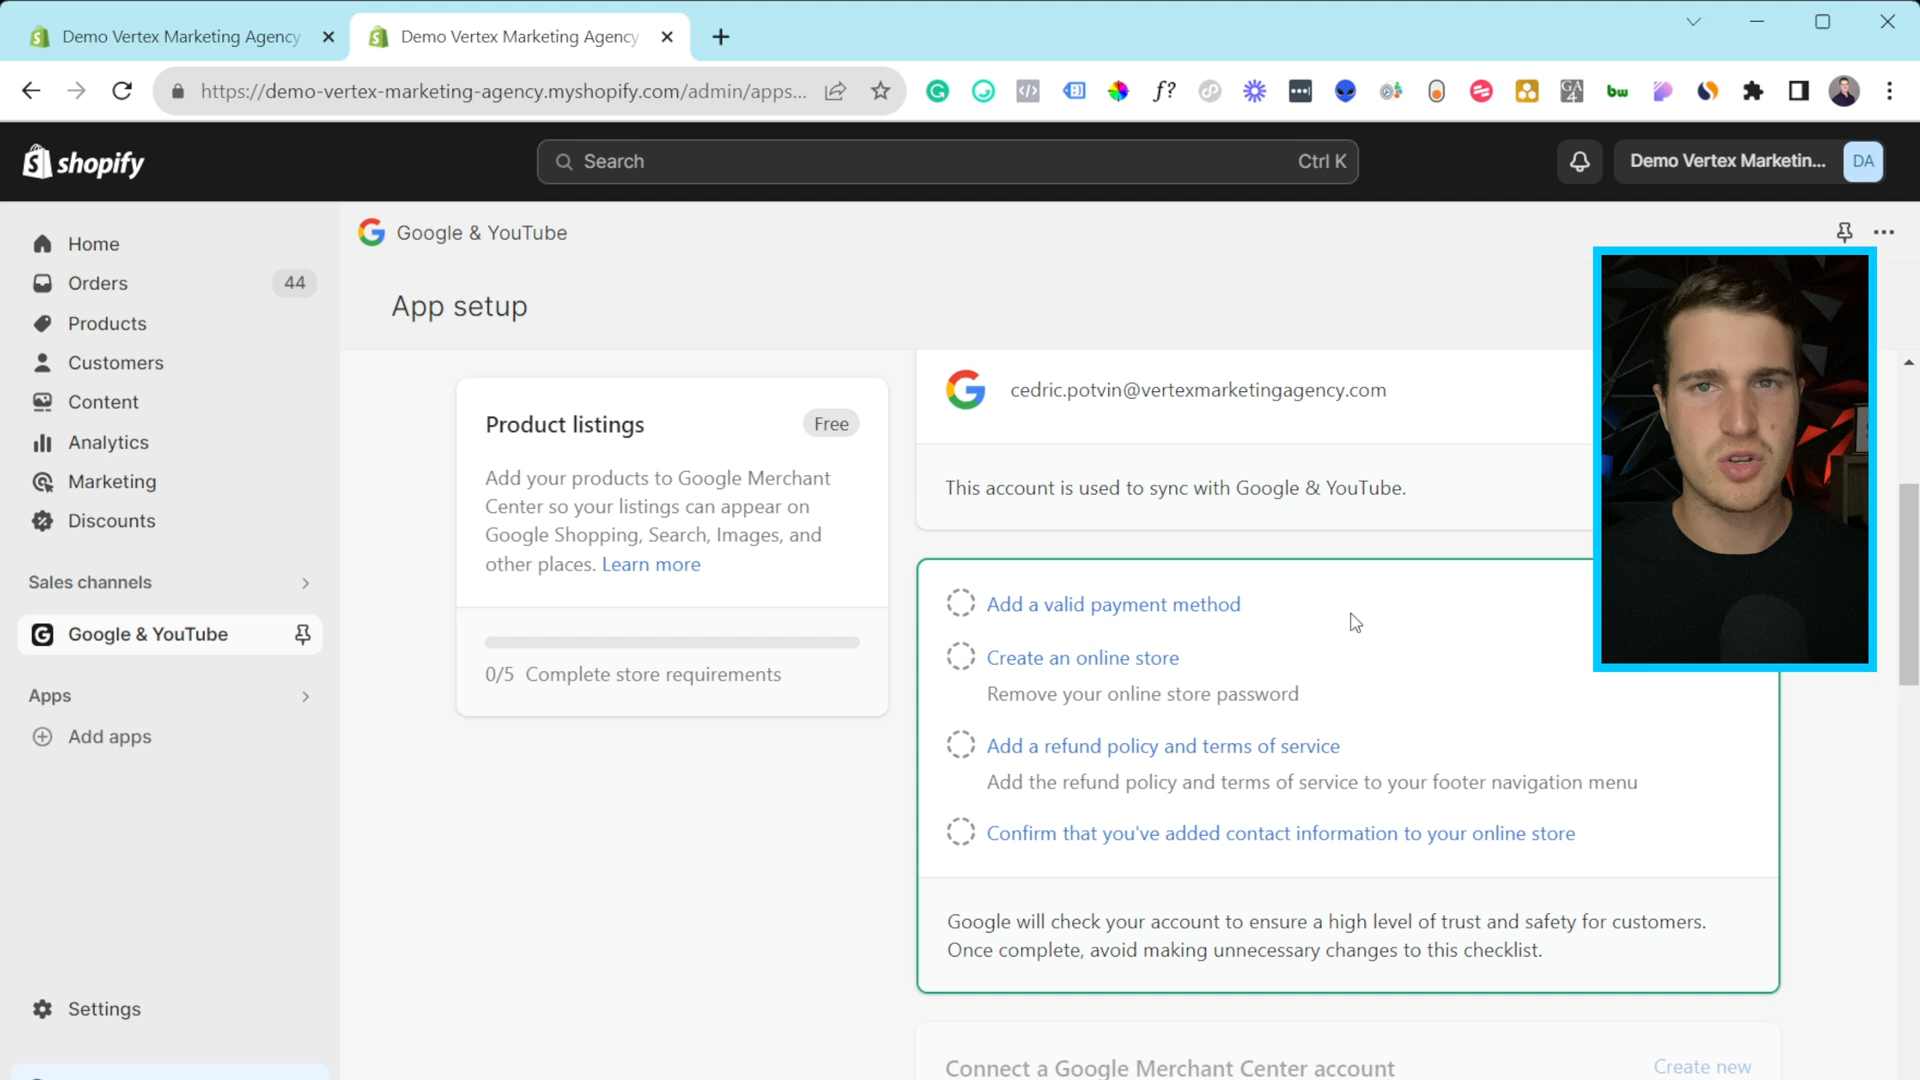 Demo Vertex Marketing Agency
Demo Vertex Marketing Agency
https://demo-vertex-marketing-agency.myshopify.com/admin/apps...
f?
GA
4
bw
shopify
Search
Ctrl K
Demo Vertex Marketin...
DA
Home
Orders
44
Products
Customers
Content
Analytics
Marketing
Discounts
Sales channels
Google & YouTube
Apps
Add apps
Settings
Google & YouTube
App setup
Product listings
Free
Add your products to Google Merchant
Center so your listings can appear on
Google Shopping, Search, Images, and
other places. Learn more
0/5 Complete store requirements
cedric.potvin@vertexmarketingagency.com
This account is used to sync with Google & YouTube.
Add a valid payment method
Create an online store
Remove your online store password
Add a refund policy and terms of service
Add the refund policy and terms of service to your footer navigation menu
Confirm that you've added contact information to your online store
Google will check your account to ensure a high level of trust and safety for customers.
Once complete, avoid making unnecessary changes to this checklist.
Connect a Google Merchant Center account
Create new